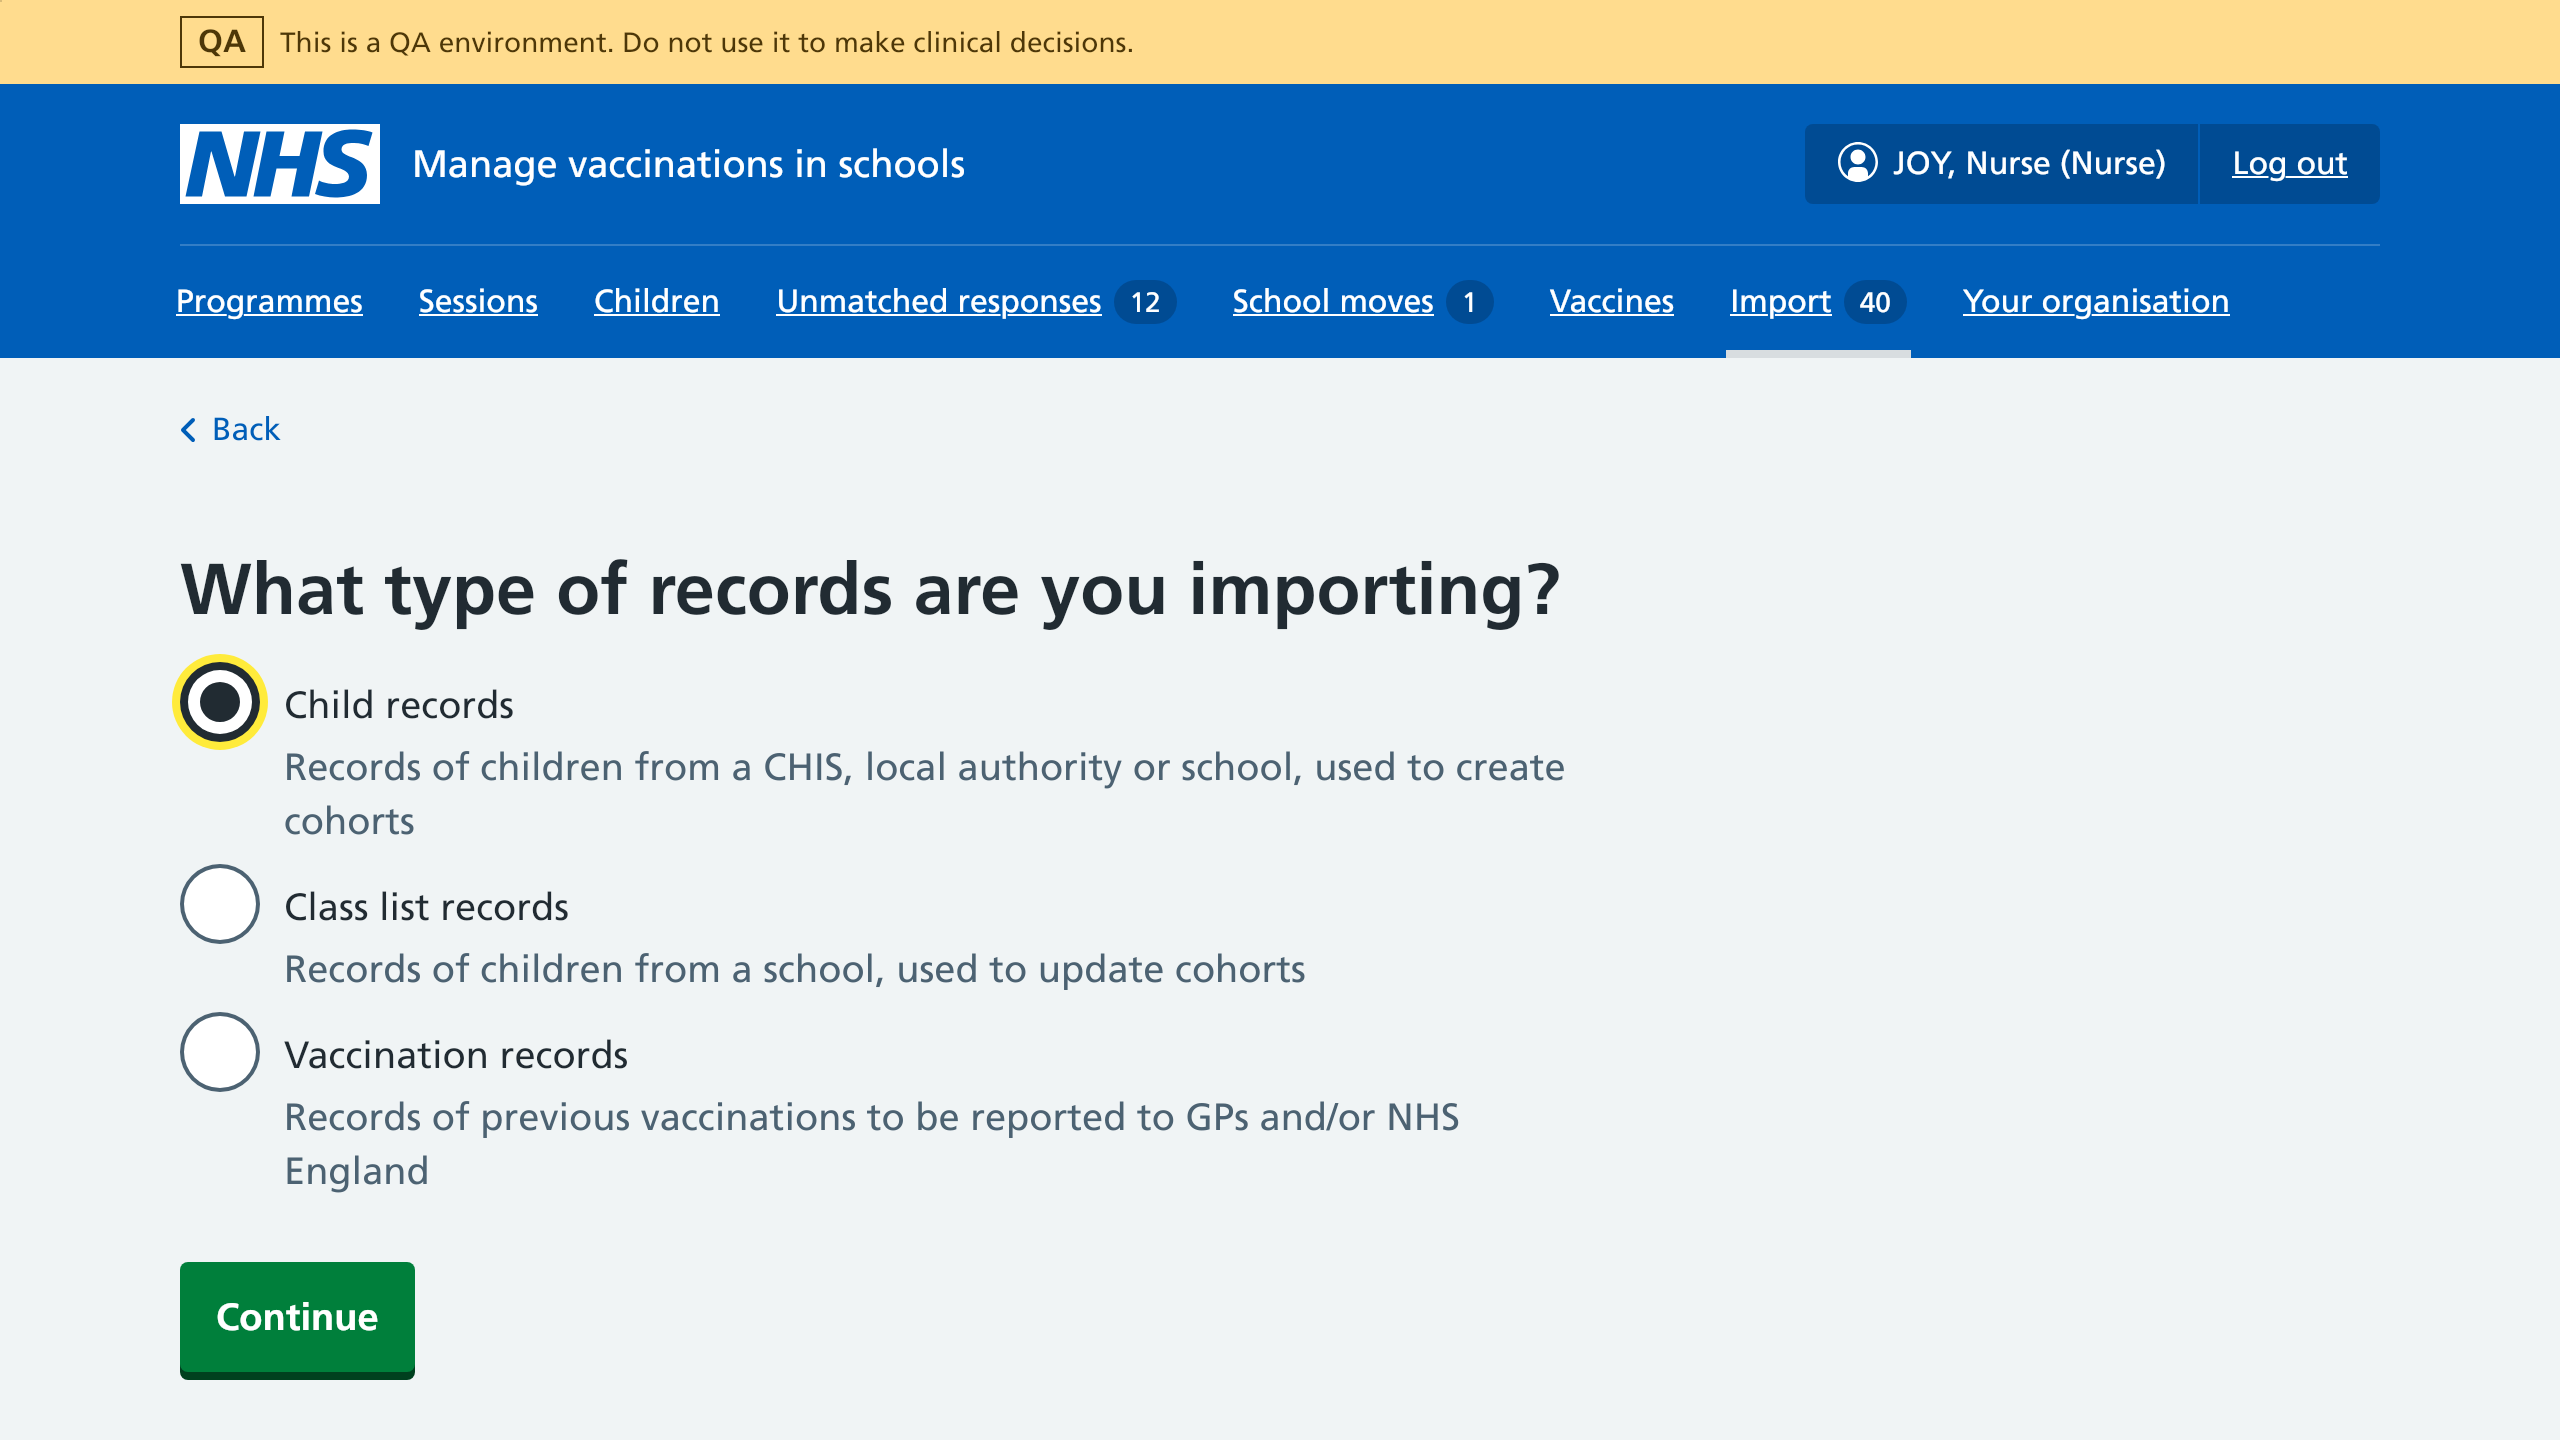 QA This is a QA environment. Do not use it to make clinical decisions.
NHS Manage vaccinations in schools JOY, Nurse (Nurse) Log out
Programmes Sessions Children Unmatched responses 12 School moves 1 Vaccines Import 40 Your organisation
Back
What type of records are you importing?
Child records
Records of children from a CHIS, local authority or school, used to create
cohorts
Class list records
Records of children from a school, used to update cohorts
Vaccination records
Records of previous vaccinations to be reported to GPs and/or NHS
England
Continue